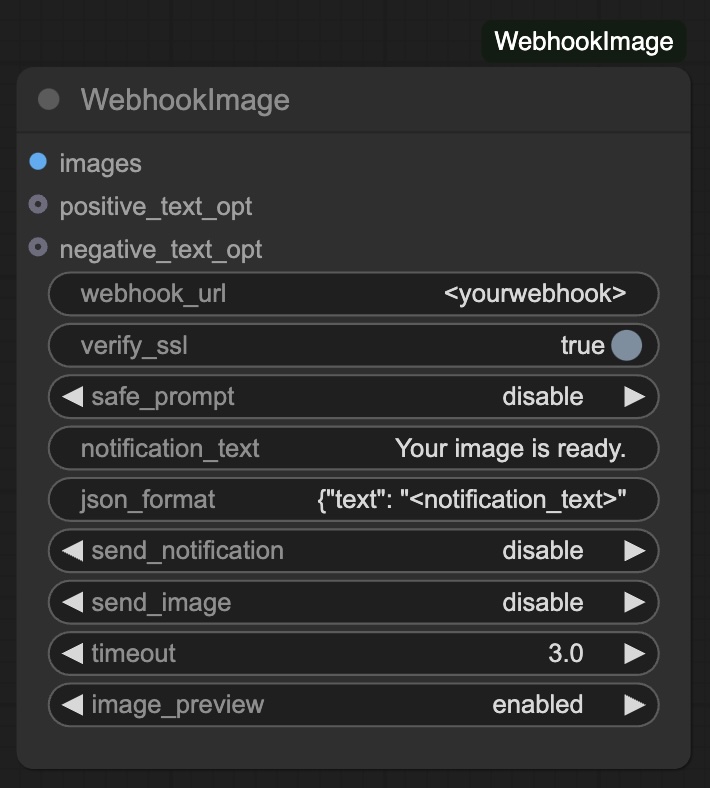 WebhookImage
WebhookImage
images
positive_text_opt
negative_text_opt
webhook_url <yourwebhook>
verify_ssl true
safe_prompt disable
notification_text Your image is ready.
json_format {"text": "<notification_text>"
send_notification disable
send_image disable
timeout 3.0
image_preview enabled